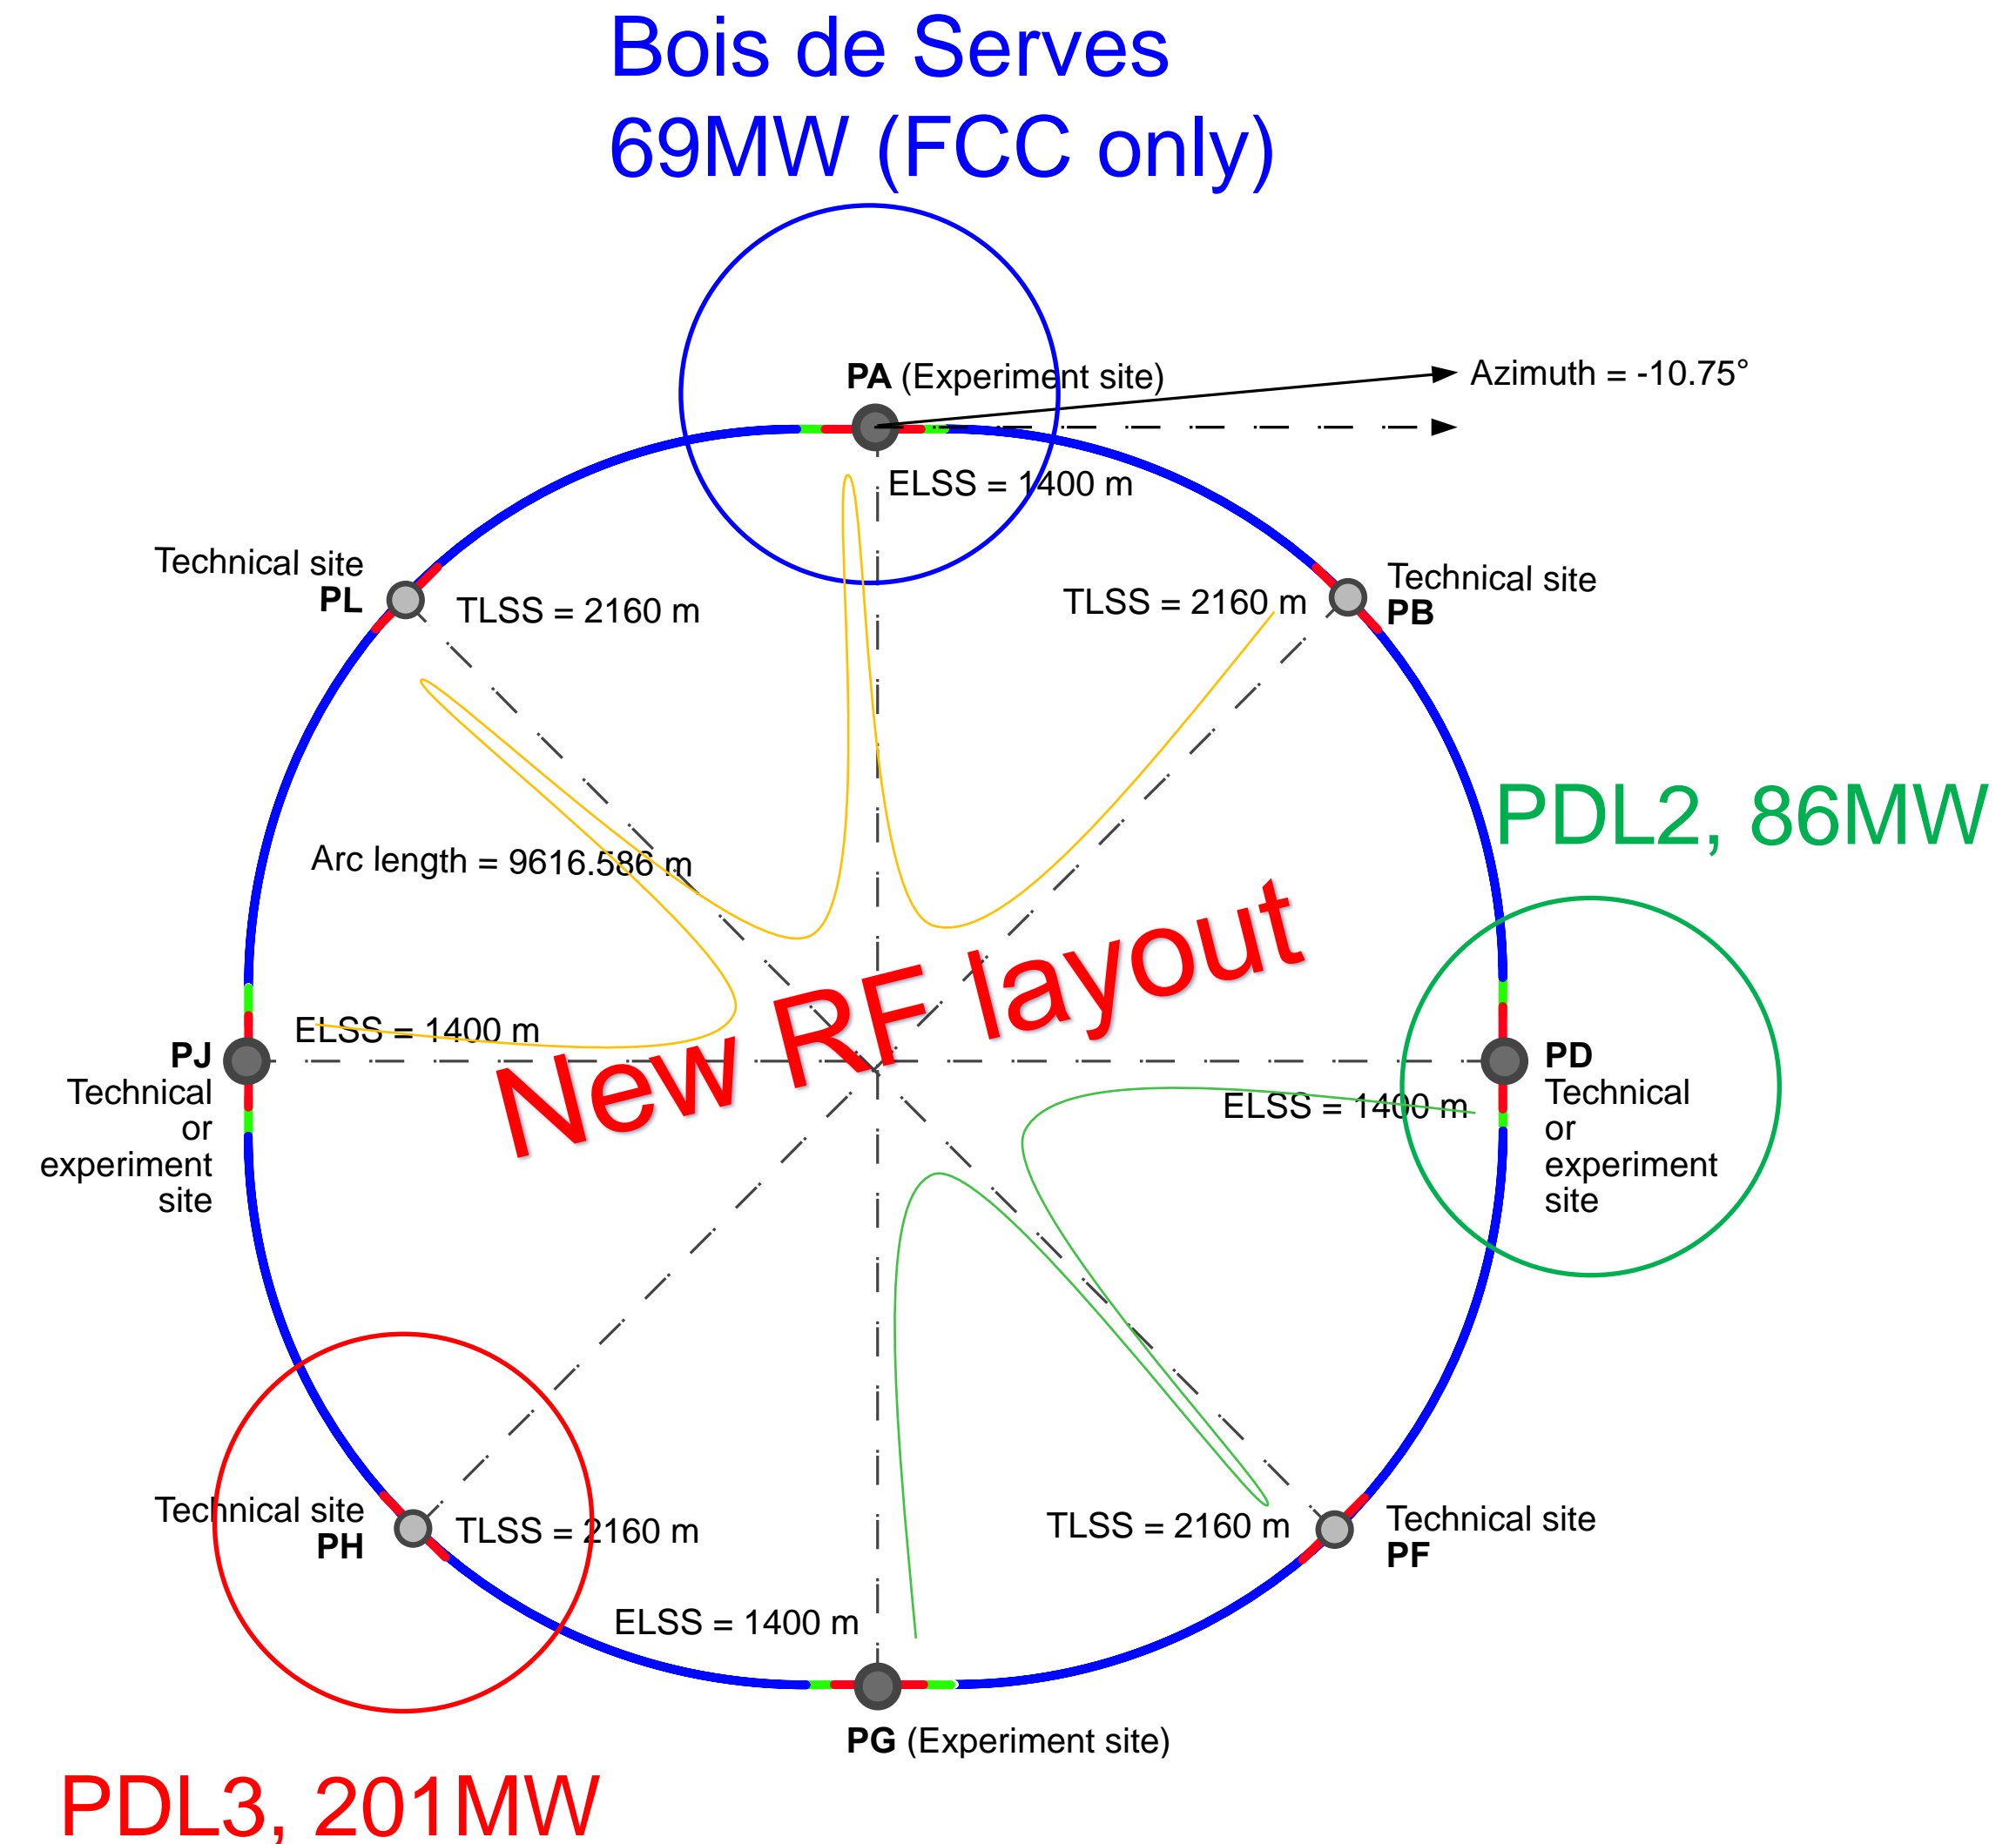 Bois de Serves
69MW (FCC only)
PA (Experiment site)
Azimuth = -10.75°
ELSS = 1400 m
Technical site
PL
TLSS = 2160 m
TLSS = 2160 m
Technical site
PB
PDL2, 86MW
Arc length = 9616.586 m
New RF layout
ELSS = 1400 m
PJ
Technical
or
experiment
site
PD
Technical
or
experiment
site
ELSS = 1400 m
Technical site
PH
TLSS = 2160 m
TLSS = 2160 m
Technical site
PF
ELSS = 1400 m
PG (Experiment site)
PDL3, 201MW